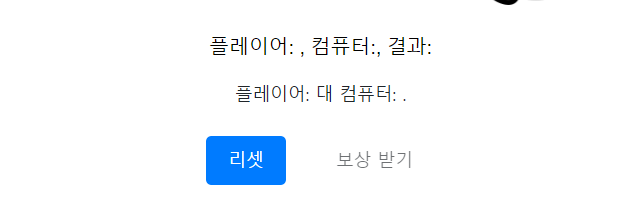 플레이어: , 컴퓨터:, 결과:
플레이어: 대 컴퓨터: .
리셋 보상 받기